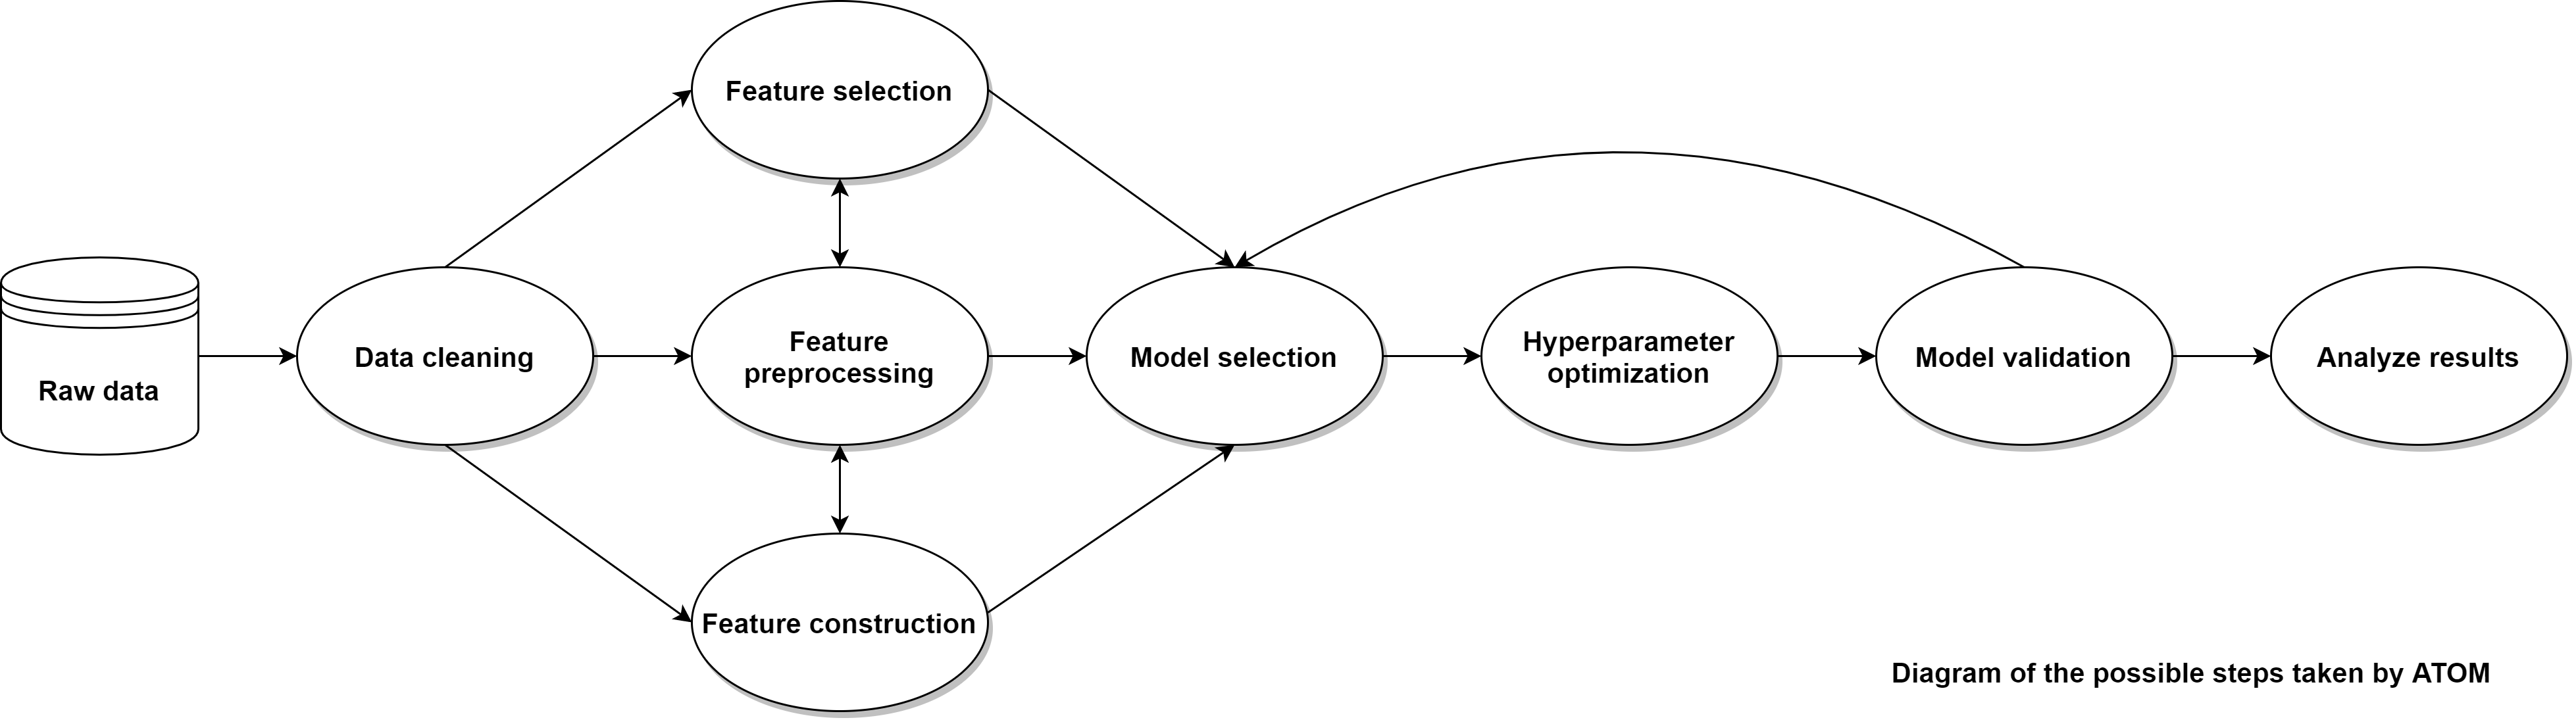 Feature selection
Raw data
Data cleaning
Feature
preprocessing
Model selection
Hyperparameter
optimization
Model validation
Analyze results
Feature construction
Diagram of the possible steps taken by ATOM